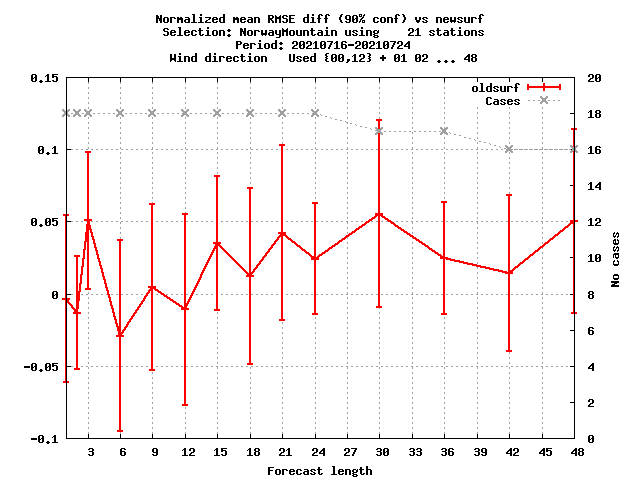 Normalized mean RMSE diff (90% conf) vs newsurf
Selection: NorwayMountain using    21 stations
Period: 20210716-20210724
Wind direction   Used {00,12} + 01 02 ... 48
oldsurf
Cases
0.15
0.1
0.05
0
-0.05
-0.1
20
18
16
14
12
10
8
6
4
2
0
No cases
3 6 9 12 15 18 21 24 27 30 33 36 39 42 45 48
Forecast length